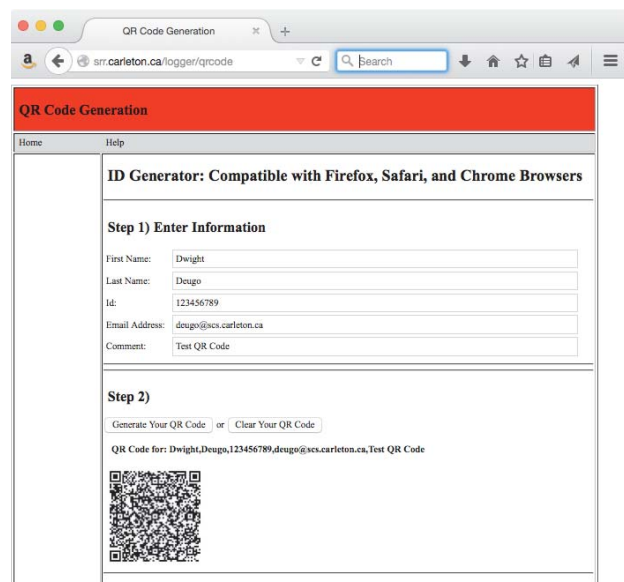 QR Code Generation
srr.carleton.ca/logger/qrcode
Search
QR Code Generation
Home Help
ID Generator: Compatible with Firefox, Safari, and Chrome Browsers
Step 1) Enter Information
First Name: Dwight
Last Name: Deugo
Id: 123456789
Email Address: deugo@scs.carleton.ca
Comment: Test QR Code
Step 2)
Generate Your QR Code or Clear Your QR Code
QR Code for: Dwight,Deugo,123456789,deugo@scs.carleton.ca,Test QR Code